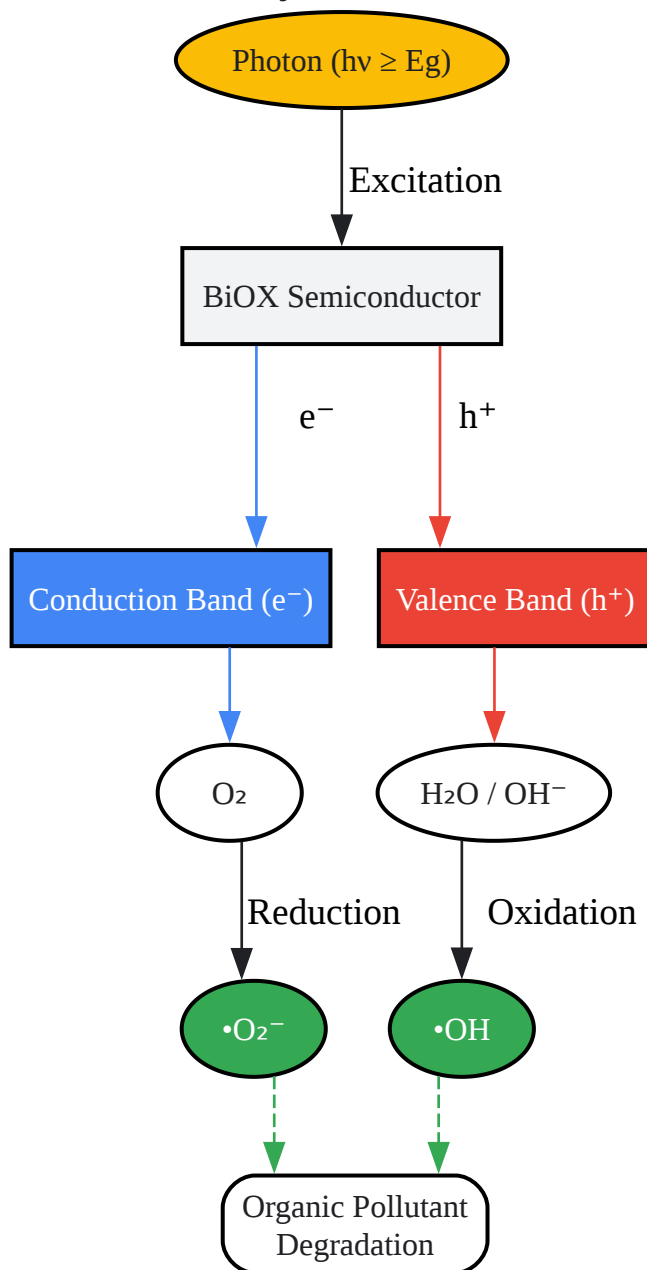 Photon (hν ≥ Eg)
Excitation
BiOX Semiconductor
e⁻
h⁺
Conduction Band (e⁻)
Valence Band (h⁺)
O₂
H₂O / OH⁻
Reduction
Oxidation
•O₂⁻
•OH
Organic Pollutant
Degradation